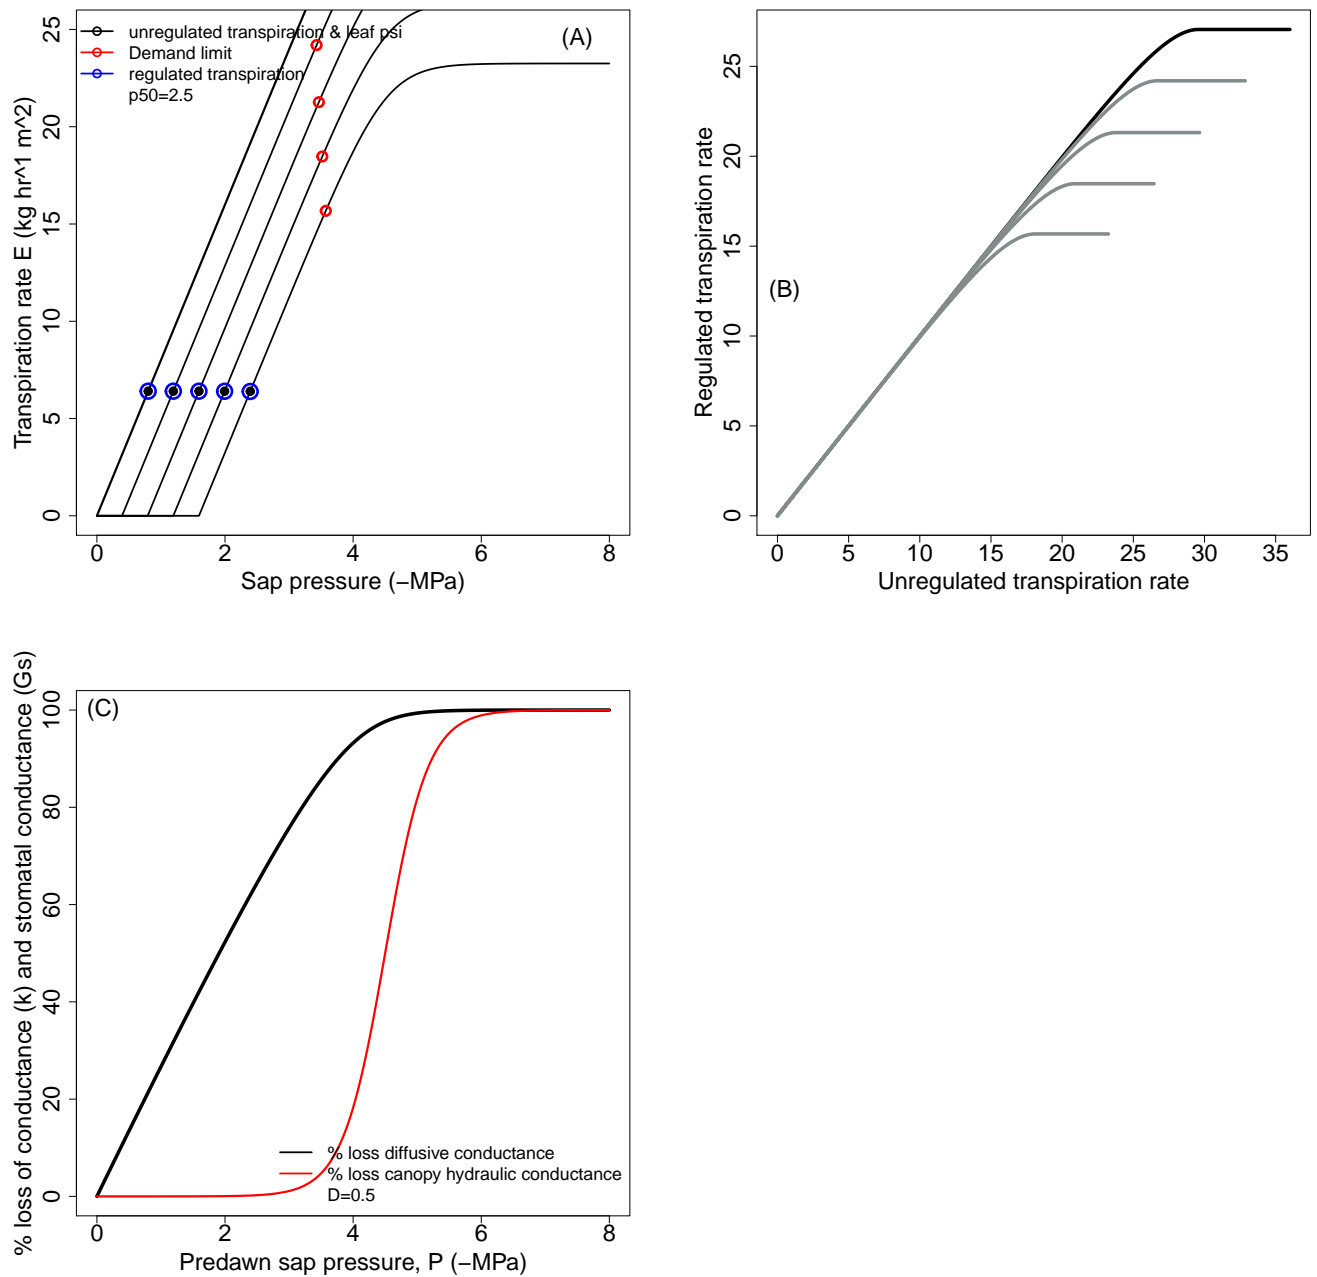 unregulated transpiration & leaf psi
Demand limit
regulated transpiration
p50=2.5
(A)
Transpiration rate E (kg hr^1 m^2)
0
5
10
15
20
25
0 2 4 6 8
Sap pressure (−MPa)
(B)
Regulated transpiration rate
0
5
10
15
20
25
0 5 10 15 20 25 30 35
Unregulated transpiration rate
(C)
% loss of conductance (k) and stomatal conductance (Gs)
0
20
40
60
80
100
% loss diffusive conductance
% loss canopy hydraulic conductance
D=0.5
0 2 4 6 8
Predawn sap pressure, P (−MPa)